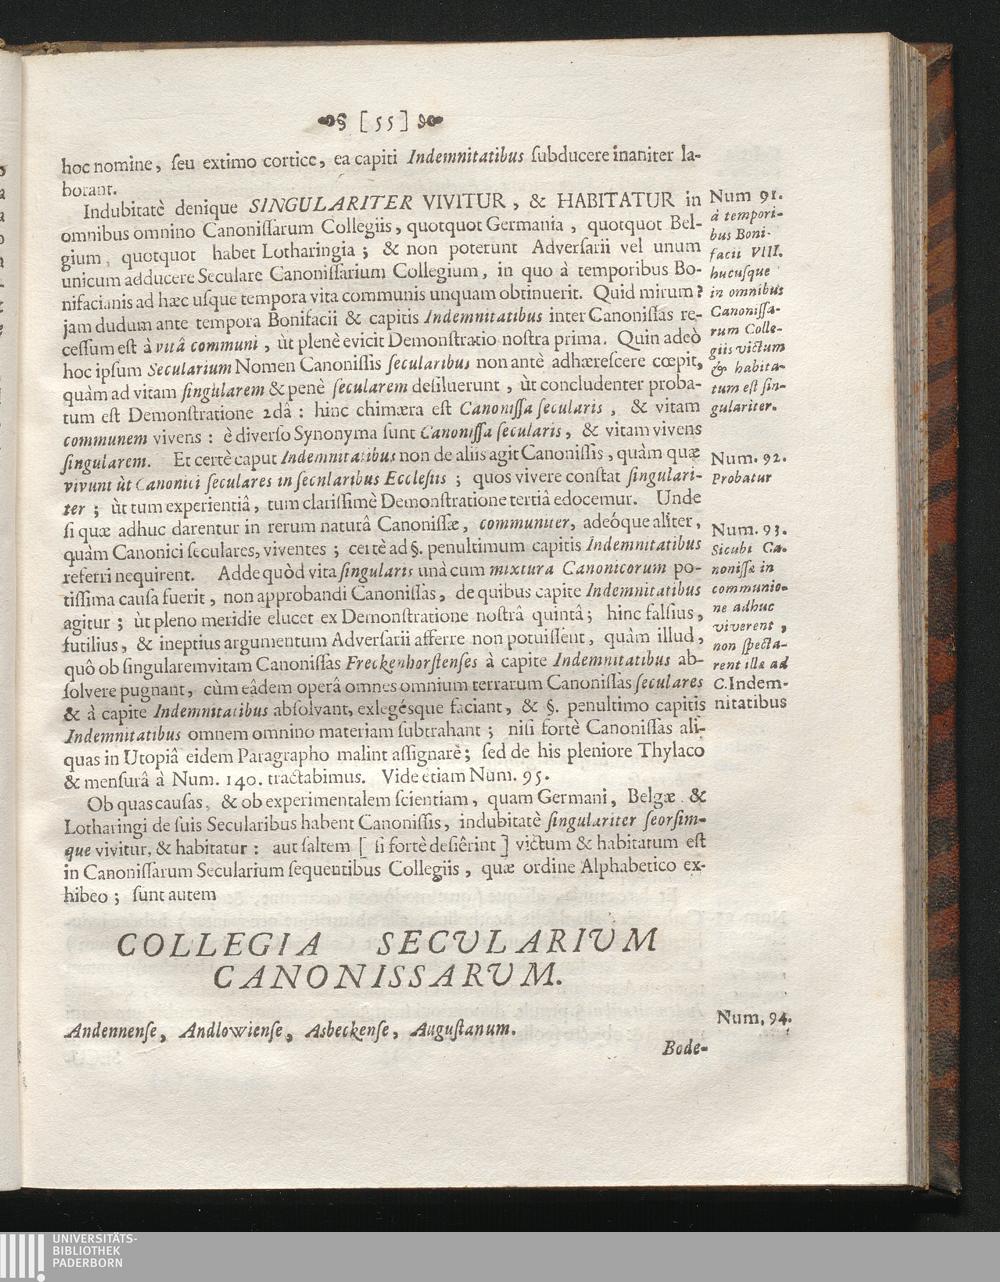 [55]
hoc nomine, ſeu extimo cortice, ea capiti Indemnitatibus ſubducere inaniter la-
borant.
Indubitatè denique SINGULARITER VIVITUR, & HABITATUR in
omnibus omnino Canoniſſarum Collegiis, quotquot Germania, quotquot Bel-
gium, quotquot habet Lotharingia; & non poterunt Adverſarii vel unum
unicum adducere Seculare Canoniſſarium Collegium, in quo à temporibus Bo-
nifacianis ad hæc uſque tempora vita communis unquam obtinuerit. Quid mirum?
jam dudum ante tempora Bonifacii & capitis Indemnitatibus inter Canoniſſas re-
ceſſum eſt à vitâ communi, ùt plenè evicit Demonſtratio noſtra prima. Quin adeò
hoc ipſum Secularium Nomen Canoniſſis ſecularibus non antè adhæreſcere cœpit,
quàm ad vitam ſingularem & penè ſecularem deſiluerunt, ùt concludenter proba-
tum eſt Demonſtratione 2dâ: hinc chimæra eſt Canoniſſa ſecularis, & vitam
communem vivens: è diverſo Synonyma ſunt Canoniſſa ſecularis, & vitam vivens
ſingularem. Et certè caput Indemnitatibus non de aliis agit Canoniſſis, quàm quæ
vivunt ùt Canonici ſeculares in ſecularibus Eccleſiis; quos vivere conſtat ſingulari-
ter; ùt tum experientiâ, tum clariſſimè Demonſtratione tertiâ edocemur. Unde
ſi quæ adhuc darentur in rerum naturâ Canoniſſæ, communiter, adeóque aliter,
quàm Canonici ſeculares, viventes; certè ad §. penultimum capitis Indemnitatibus
referri nequirent. Adde quòd vita ſingularis unà cum mixtura Canonicorum po-
tiſſima cauſa fuerit, non approbandi Canoniſſas, de quibus capite Indemnitatibus
agitur; ùt pleno meridie elucet ex Demonſtratione noſtrâ quintâ; hinc falſius,
futilius, & ineptius argumentum Adverſarii afferre non potuiſſent, quàm illud,
quô ob ſingularem vitam Canoniſſas Freckenhorſtenſes à capite Indemnitatibus ab-
ſolvere pugnant, cùm eâdem operâ omnes omnium terrarum Canoniſſas ſeculares
& à capite Indemnitatibus abſolvant, exlegésque faciant, & §. penultimo capitis
Indemnitatibus omnem omnino materiam ſubtrahant; niſi fortè Canoniſſas ali-
quas in Utopiâ eidem Paragrapho malint aſſignare; ſed de his pleniore Thylaco
& menſurâ à Num. 140. tractabimus. Vide etiam Num. 95.
Ob quas cauſas, & ob experimentalem ſcientiam, quam Germani, Belgæ & 
Lotharingi de ſuis Secularibus habent Canoniſſis, indubitatè ſingulariter ſeorſim-
que vivitur, & habitatur: aut ſaltem [ ſi fortè deſiêrint ] victum & habitatum eſt
in Canoniſſarum Secularium ſequentibus Collegiis, quæ ordine Alphabetico ex-
hibeo; ſunt autem
COLLEGIA SECVLARIVM
CANONISSARVM.
Andennenſe, Andlowienſe, Asbeckenſe, Auguſtanum.
Bode-
Num 91.
à tempori-
bus Boni-
facii VIII.
hucuſque
in omnibus
Canoniſſa-
rum Colle-
giis victum
& habita-
tum eſt ſin-
gulariter.
Num. 92.
Probatur
Num. 93.
Sicubi Ca-
noniſſæ in
communio-
ne adhuc
viverent,
non ſpecta-
rent illæ ad
C. Indem-
nitatibus
Num. 94.
UNIVERSITÄTS-
BIBLIOTHEK
PADERBORN